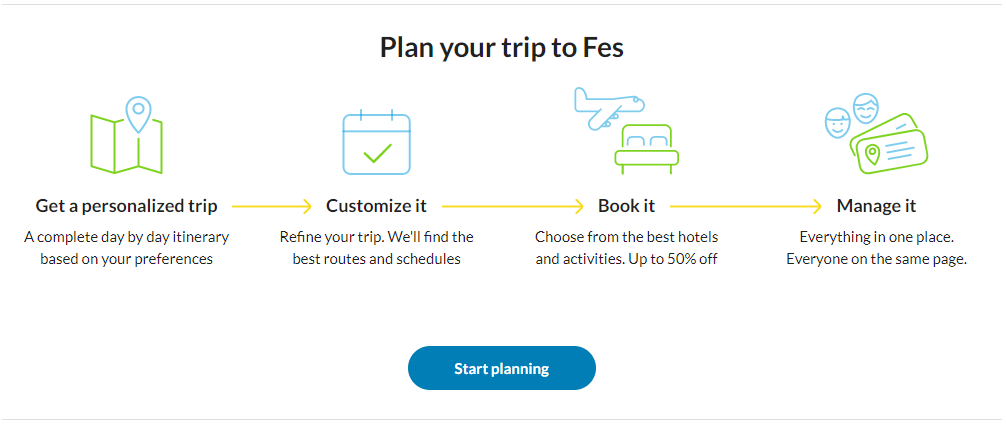 Plan your trip to Fes
Get a personalized trip
A complete day by day itinerary
based on your preferences
Customize it
Refine your trip. We'll find the
best routes and schedules
Book it
Choose from the best hotels
and activities. Up to 50% off
Manage it
Everything in one place.
Everyone on the same page.
Start planning